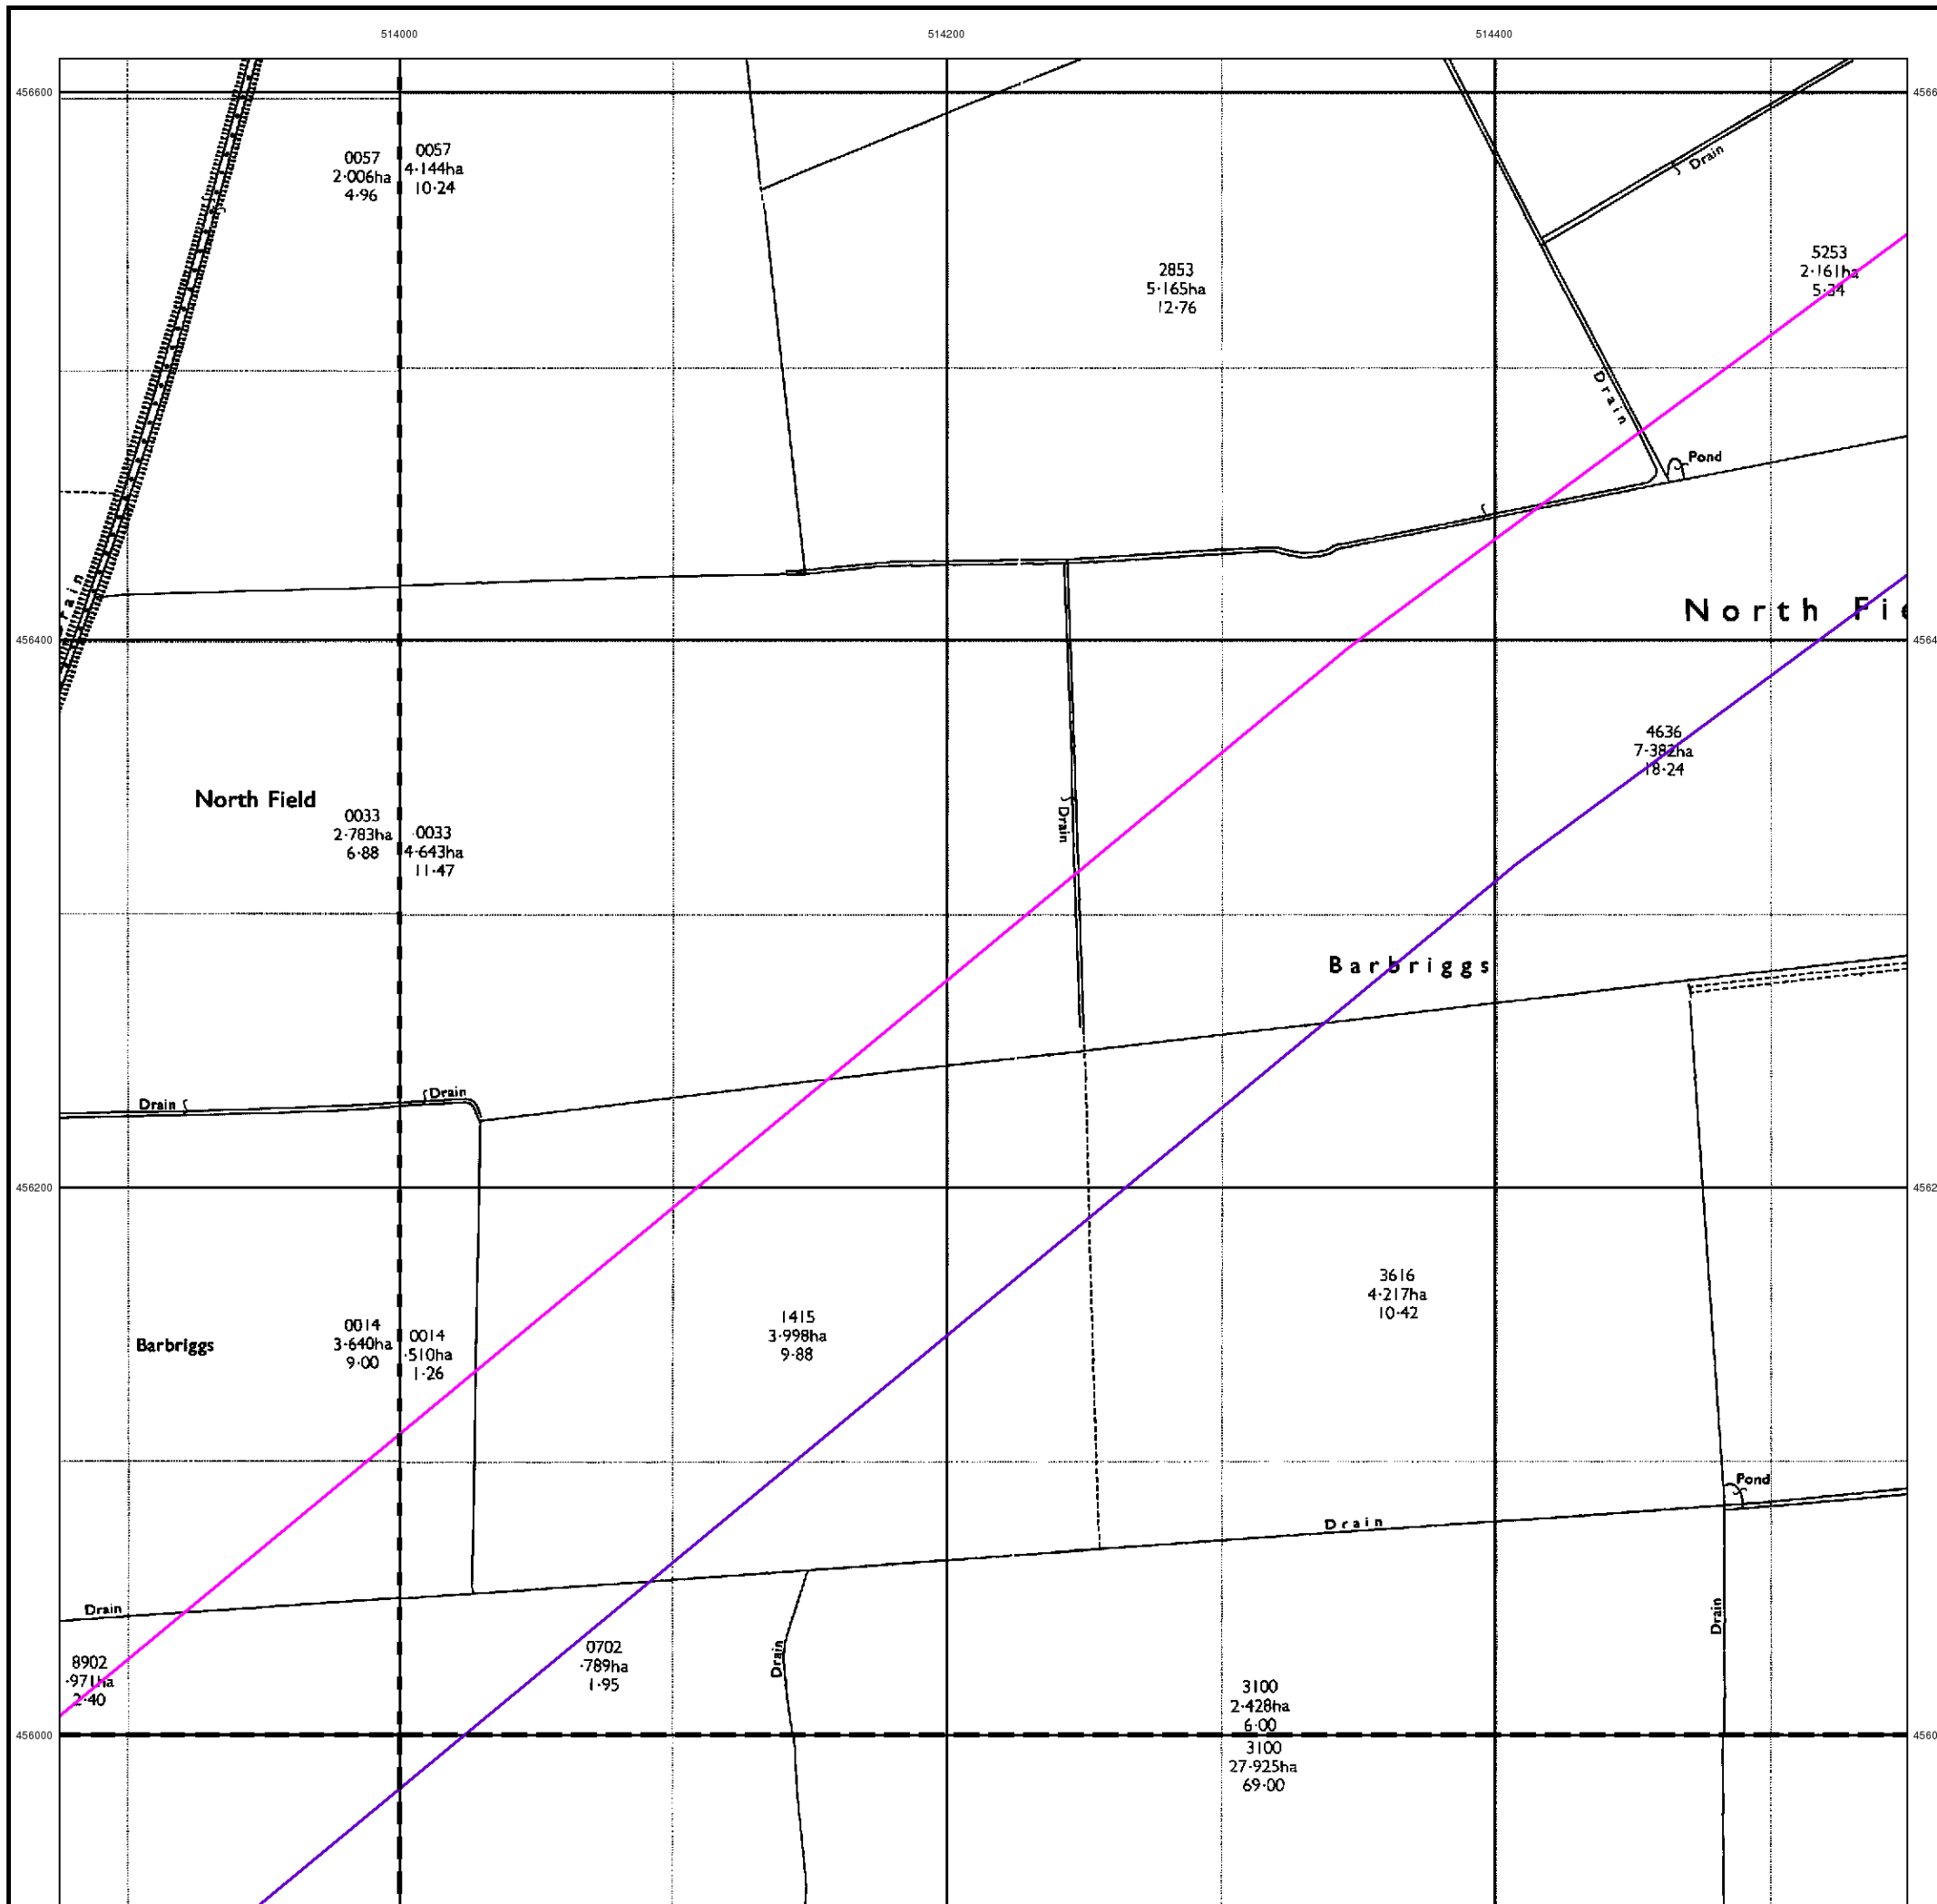 514000
514200
514400
456600
0057
2·006ha
4·96
0057
4·144ha
10·24
Drain
2853
5·165ha
12·76
5253
2·161ha
5·34
Drain
Pond
North Fie
456400
4636
7·382ha
18·24
North Field
0033
2·783ha
6·88
0033
4·643ha
11·47
Drain
Barbriggs
Drain
Drain
456200
Barbriggs
0014
3·640ha
9·00
0014
·510ha
1·26
1415
3·998ha
9·88
3616
4·217ha
10·42
Pond
Drain
Drain
Drain
Drain
8902
·971ha
2·40
0702
·789ha
1·95
3100
2·428ha
6·00
456000
3100
27·925ha
69·00